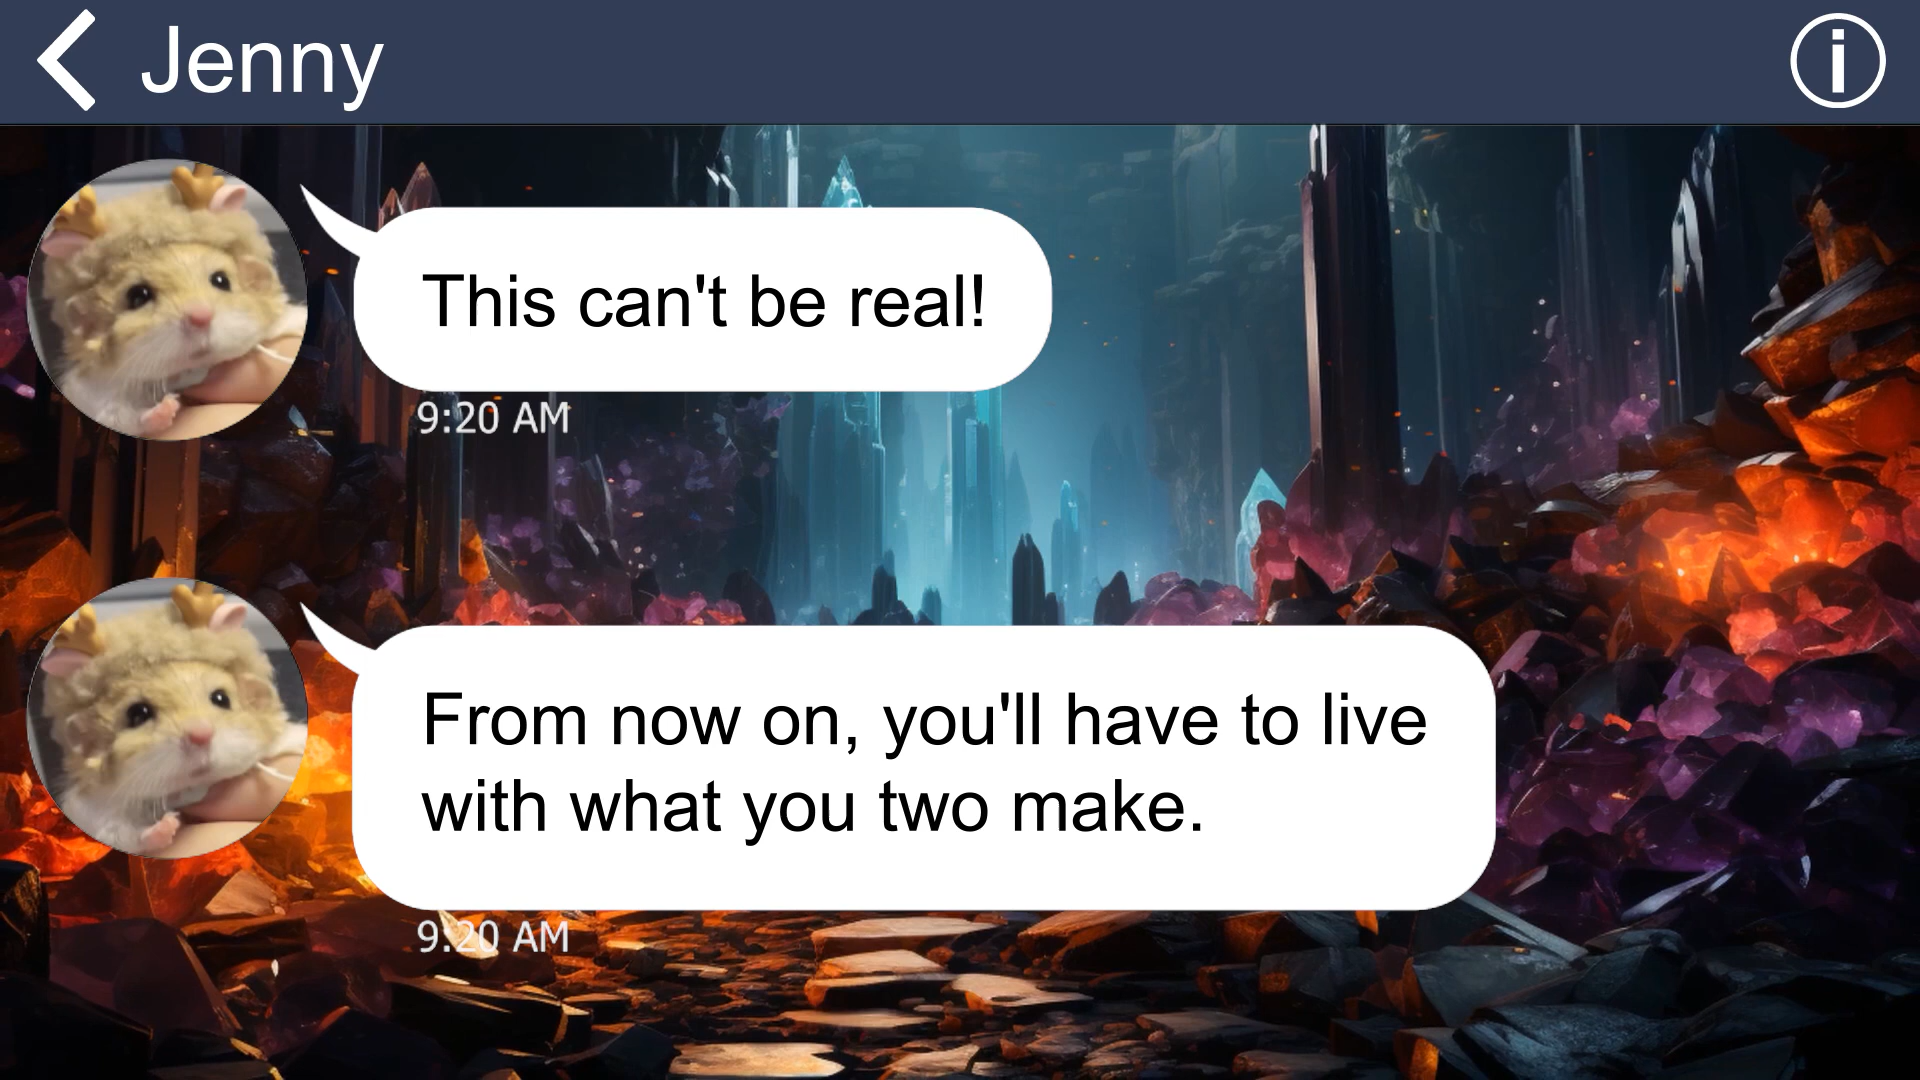 Jenny
This can't be real!
9:20 AM
From now on, you'll have to live
with what you two make.
9:20 AM